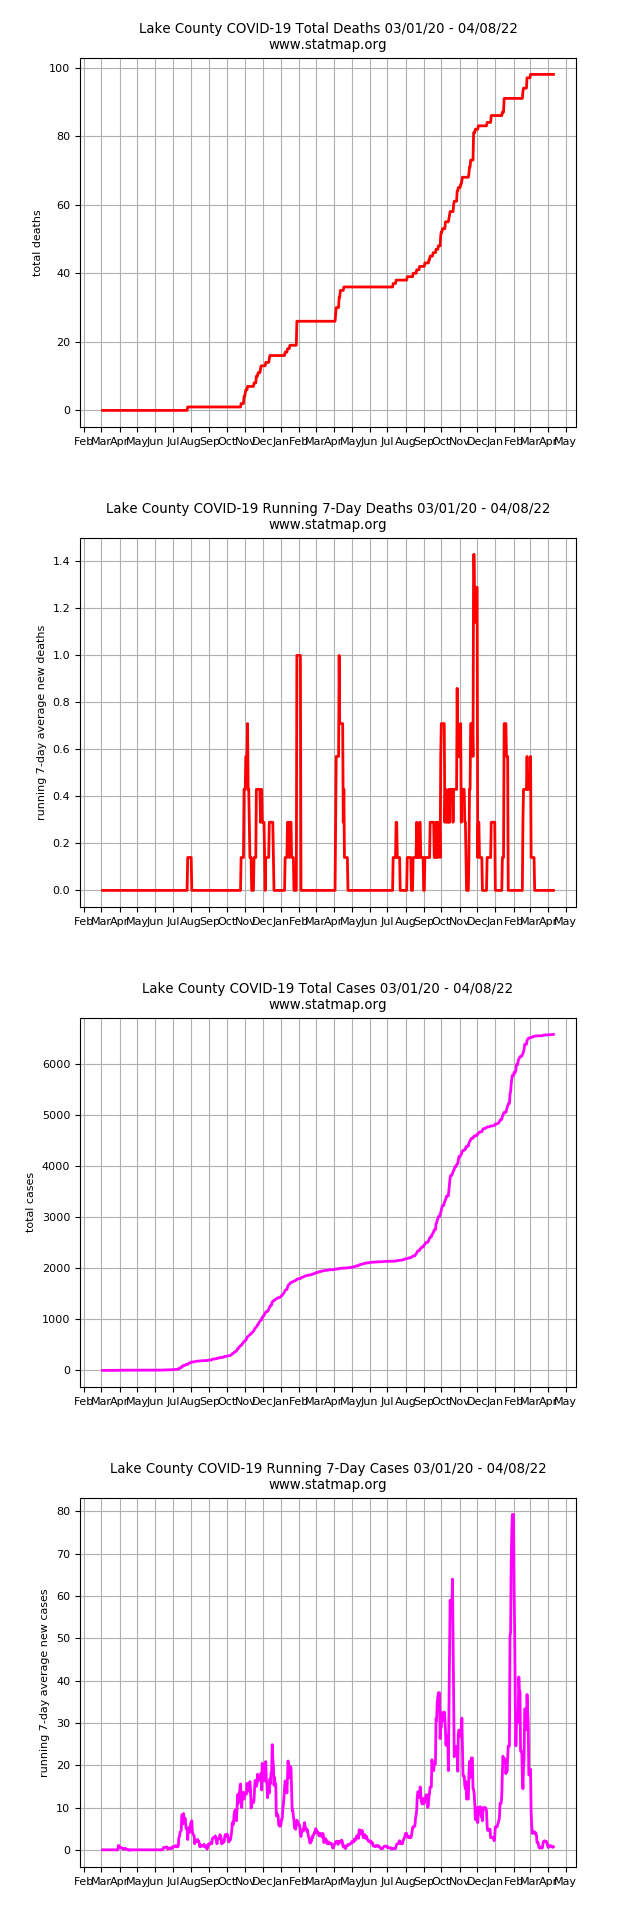 Lake County COVID-19 Total Deaths 03/01/20 - 04/08/22
www.statmap.org
total deaths
100
80
60
40
20
0
Feb Mar Apr May Jun Jul Aug Sep Oct Nov Dec Jan Feb Mar Apr May Jun Jul Aug Sep Oct Nov Dec Jan Feb Mar Apr May
Lake County COVID-19 Running 7-Day Deaths 03/01/20 - 04/08/22
www.statmap.org
running 7-day average new deaths
1.4
1.2
1.0
0.8
0.6
0.4
0.2
0.0
Feb Mar Apr May Jun Jul Aug Sep Oct Nov Dec Jan Feb Mar Apr May Jun Jul Aug Sep Oct Nov Dec Jan Feb Mar Apr May
Lake County COVID-19 Total Cases 03/01/20 - 04/08/22
www.statmap.org
total cases
6000
5000
4000
3000
2000
1000
0
Feb Mar Apr May Jun Jul Aug Sep Oct Nov Dec Jan Feb Mar Apr May Jun Jul Aug Sep Oct Nov Dec Jan Feb Mar Apr May
Lake County COVID-19 Running 7-Day Cases 03/01/20 - 04/08/22
www.statmap.org
running 7-day average new cases
80
70
60
50
40
30
20
10
0
Feb Mar Apr May Jun Jul Aug Sep Oct Nov Dec Jan Feb Mar Apr May Jun Jul Aug Sep Oct Nov Dec Jan Feb Mar Apr May